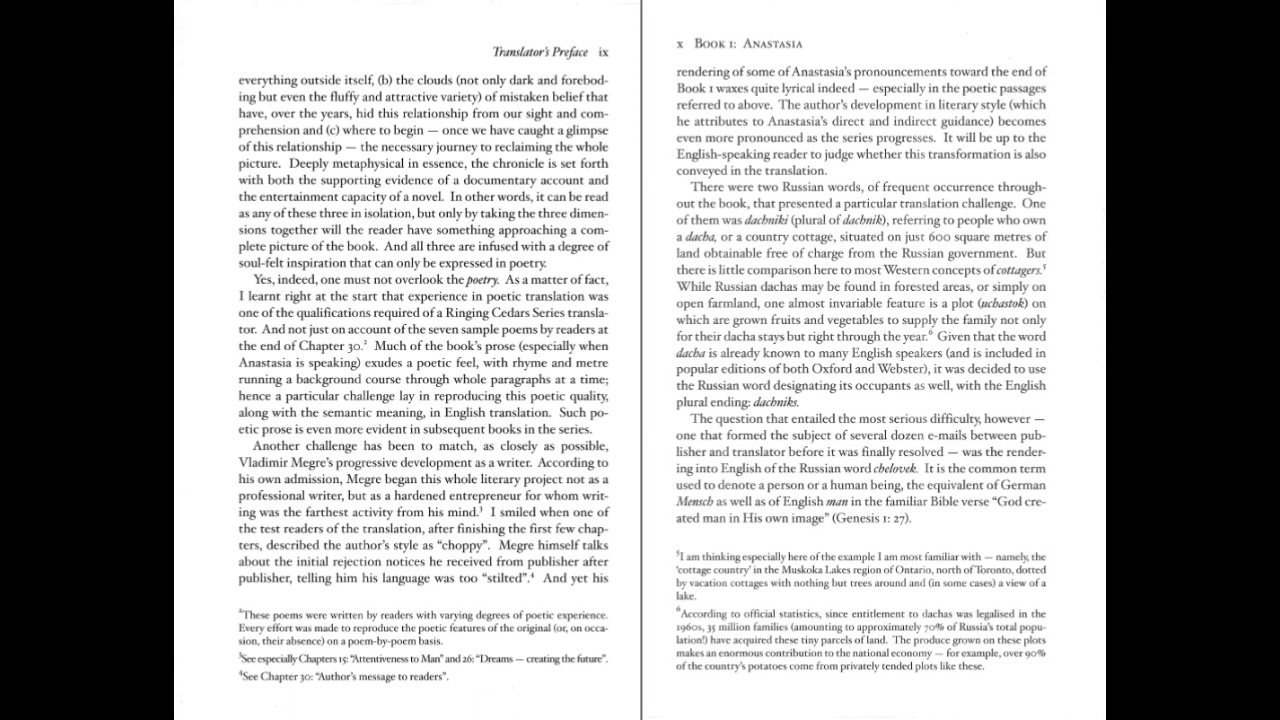 Translator's Preface ix
everything outside itself, (b) the clouds (not only dark and forebod-
ing but even the fluffy and attractive variety) of mistaken belief that
have, over the years, hid this relationship from our sight and com-
prehension and (c) where to begin — once we have caught a glimpse
of this relationship — the necessary journey to reclaiming the whole
picture. Deeply metaphysical in essence, the chronicle is set forth
with both the supporting evidence of a documentary account and
the entertainment capacity of a novel. In other words, it can be read
as any of these three in isolation, but only by taking the three dimen-
sions together will the reader have something approaching a com-
plete picture of the book. And all three are infused with a degree of
soul-felt inspiration that can only be expressed in poetry.
Yes, indeed, one must not overlook the poetry. As a matter of fact,
I learnt right at the start that experience in poetic translation was
one of the qualifications required of a Ringing Cedars Series transla-
tor. And not just on account of the seven sample poems by readers at
the end of Chapter 30.² Much of the book's prose (especially when
Anastasia is speaking) exudes a poetic feel, with rhyme and metre
running a background course through whole paragraphs at a time;
hence a particular challenge lay in reproducing this poetic quality,
along with the semantic meaning, in English translation. Such po-
etic prose is even more evident in subsequent books in the series.
Another challenge has been to match, as closely as possible,
Vladimir Megre's progressive development as a writer. According to
his own admission, Megre began this whole literary project not as a
professional writer, but as a hardened entrepreneur for whom writ-
ing was the farthest activity from his mind.³ I smiled when one of
the test readers of the translation, after finishing the first few chap-
ters, described the author's style as “choppy”. Megre himself talks
about the initial rejection notices he received from publisher after
publisher, telling him his language was too “stilted”.⁴ And yet his
²These poems were written by readers with varying degrees of poetic experience.
Every effort was made to reproduce the poetic features of the original (or, on occa-
sion, their absence) on a poem-by-poem basis.
³See especially Chapters 15: “Attentiveness to Man” and 26: “Dreams — creating the future”.
⁴See Chapter 30: “Author's message to readers”.
x BOOK 1: ANASTASIA
rendering of some of Anastasia's pronouncements toward the end of
Book 1 waxes quite lyrical indeed — especially in the poetic passages
referred to above. The author's development in literary style (which
he attributes to Anastasia's direct and indirect guidance) becomes
even more pronounced as the series progresses. It will be up to the
English-speaking reader to judge whether this transformation is also
conveyed in the translation.
There were two Russian words, of frequent occurrence through-
out the book, that presented a particular translation challenge. One
of them was dachniki (plural of dachnik), referring to people who own
a dacha, or a country cottage, situated on just 600 square metres of
land obtainable free of charge from the Russian government. But
there is little comparison here to most Western concepts of cottagers.⁵
While Russian dachas may be found in forested areas, or simply on
open farmland, one almost invariable feature is a plot (uchastok) on
which are grown fruits and vegetables to supply the family not only
for their dacha stays but right through the year.⁶ Given that the word
dacha is already known to many English speakers (and is included in
popular editions of both Oxford and Webster), it was decided to use
the Russian word designating its occupants as well, with the English
plural ending: dachniks.
The question that entailed the most serious difficulty, however —
one that formed the subject of several dozen e-mails between pub-
lisher and translator before it was finally resolved — was the render-
ing into English of the Russian word chelovek. It is the common term
used to denote a person or a human being, the equivalent of German
Mensch as well as of English man in the familiar Bible verse “God cre-
ated man in His own image” (Genesis 1: 27).
⁵I am thinking especially here of the example I am most familiar with — namely, the
'cottage country' in the Muskoka Lakes region of Ontario, north of Toronto, dotted
by vacation cottages with nothing but trees around and (in some cases) a view of a
lake.
⁶According to official statistics, since entitlement to dachas was legalised in the
1960s, 35 million families (amounting to approximately 70% of Russia's total popu-
lation!) have acquired these tiny parcels of land. The produce grown on these plots
makes an enormous contribution to the national economy — for example, over 90%
of the country's potatoes come from privately tended plots like these.